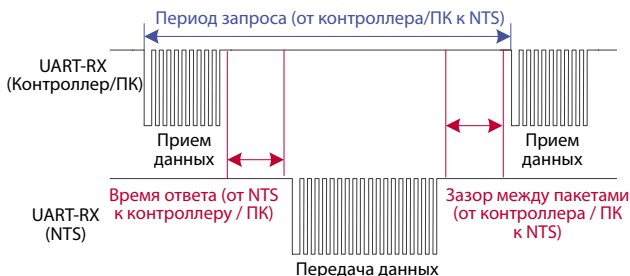 Период запроса (от контроллера/ПК к NTS)
UART-RX
(Контроллер/ПК)
Прием
данных
Прием
данных
Время ответа (от NTS
к контроллеру / ПК)
Зазор между пакетами
(от контроллера / ПК
к NTS)
UART-RX
(NTS)
Передача данных